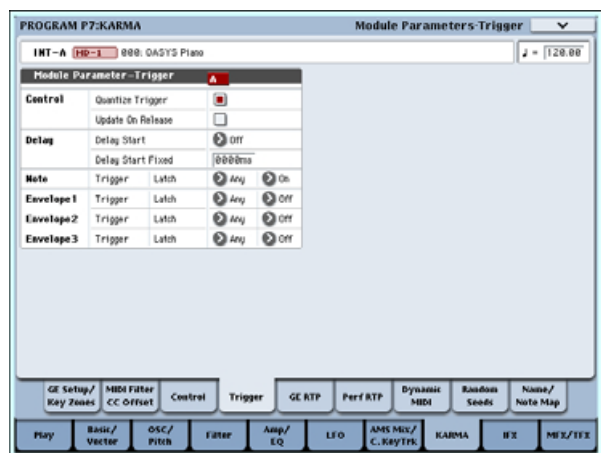 PROGRAM P7:KARMA Module Parameters-Trigger
INT-A HD-1 000: OASYS Piano ♩ = 120.00
Module Parameter-Trigger A
Control Quantize Trigger
Update On Release
Delay Delay Start Off
Delay Start Fixed 0000ms
Note Trigger Latch Any On
Envelope1 Trigger Latch Any Off
Envelope2 Trigger Latch Any Off
Envelope3 Trigger Latch Any Off
GE Setup/ MIDI Filter Control Trigger GE RTP Perf RTP Dynamic Random Name/
Key Zones CC Offset MIDI Seeds Note Map
Play Basic/ OSC/ Filter Amp/ LFO AMS Mix/ KARMA IFX MFX/TFX
Vector Pitch EQ C.KeyTrk